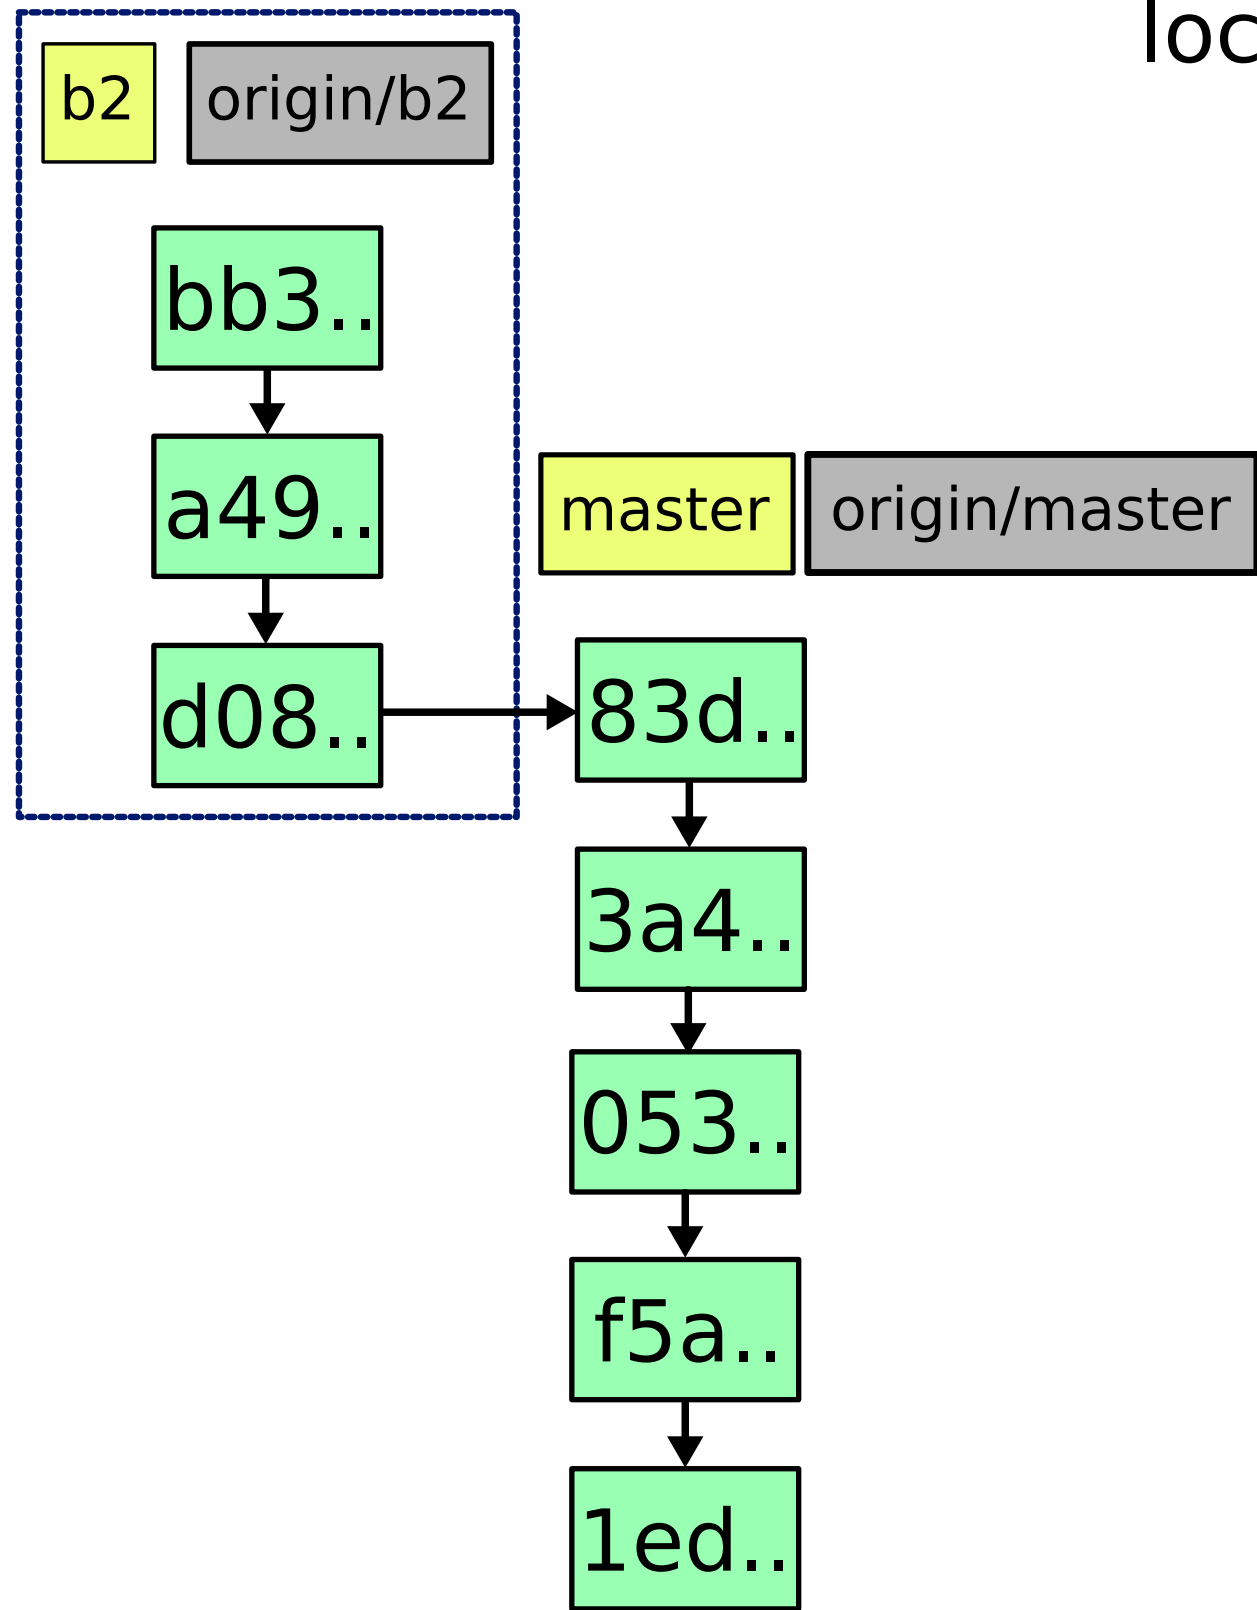 loc
b2
origin/b2
bb3..
a49..
master
origin/master
d08..
83d..
3a4..
053..
f5a..
1ed..